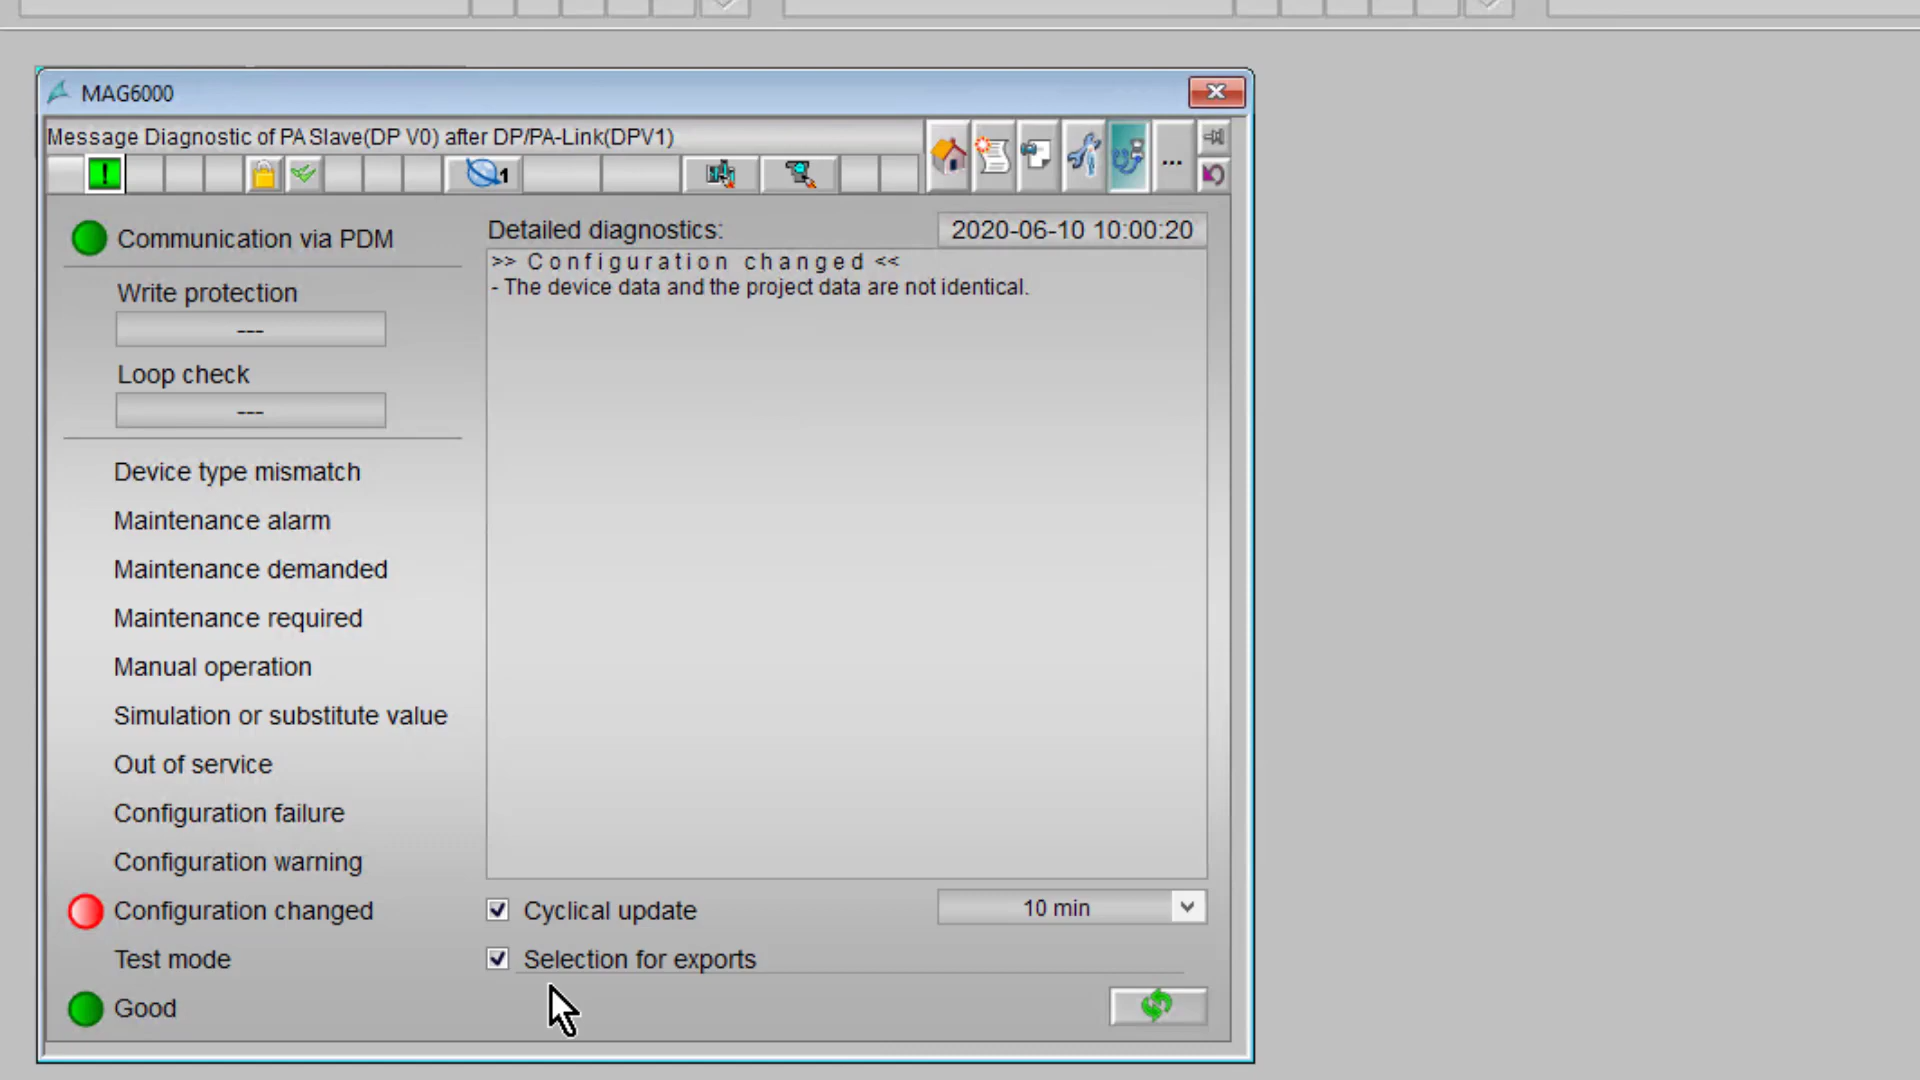 MAG6000
Message Diagnostic of PA Slave(DP V0) after DP/PA-Link(DPV1)
!
1
...
Communication via PDM
Write protection
---
Loop check
---
Device type mismatch
Maintenance alarm
Maintenance demanded
Maintenance required
Manual operation
Simulation or substitute value
Out of service
Configuration failure
Configuration warning
Configuration changed
Test mode
Good
Detailed diagnostics:
2020-06-10 10:00:20
>> Configuration changed <<
- The device data and the project data are not identical.
Cyclical update
10 min
Selection for exports